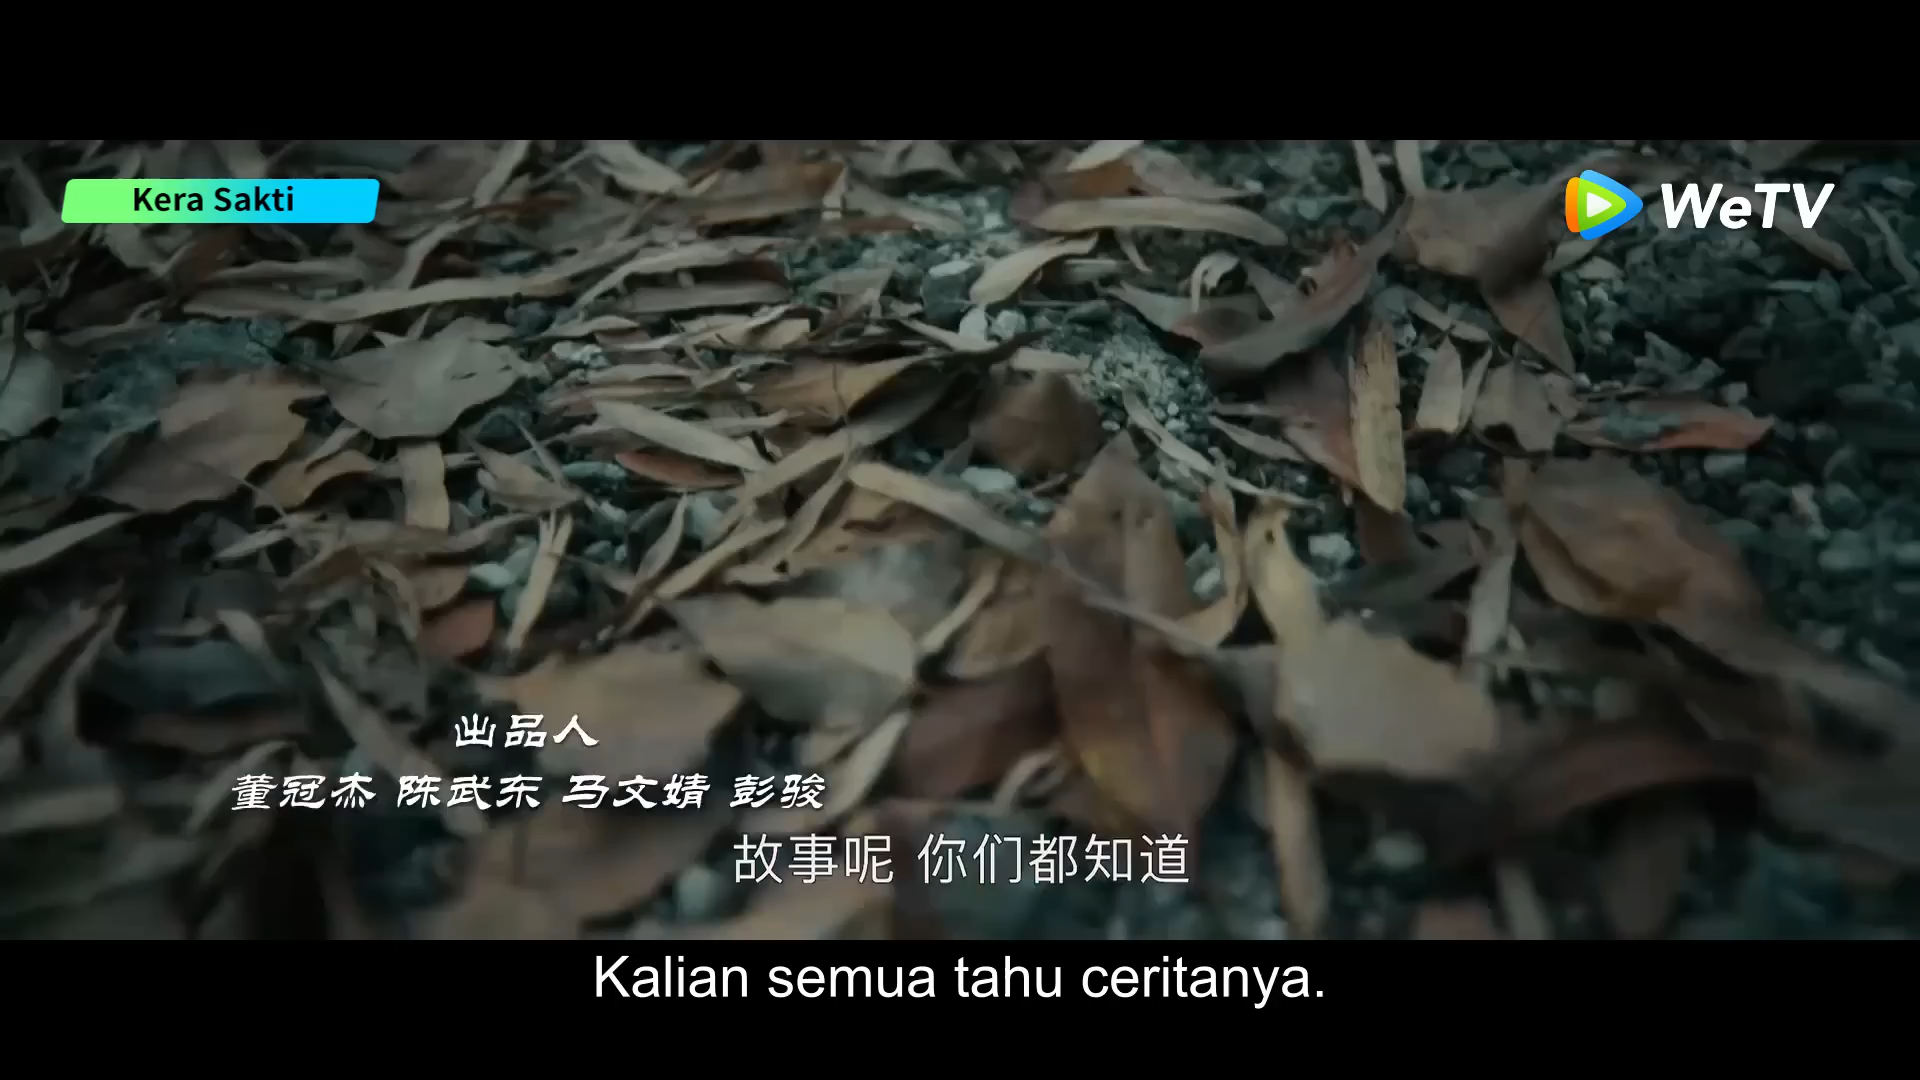 Kera Sakti
WeTV
出品人
董冠杰 陈武东 马文婧 彭骏
故事呢 你们都知道
Kalian semua tahu ceritanya.